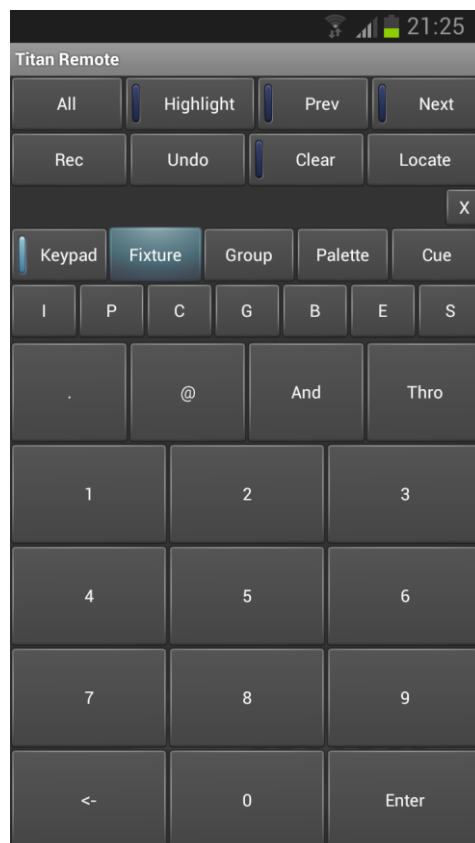 21:25
Titan Remote
All Highlight Prev Next
Rec Undo Clear Locate
X
Keypad Fixture Group Palette Cue
I P C G B E S
. @ And Thro
1 2 3
4 5 6
7 8 9
<- 0 Enter